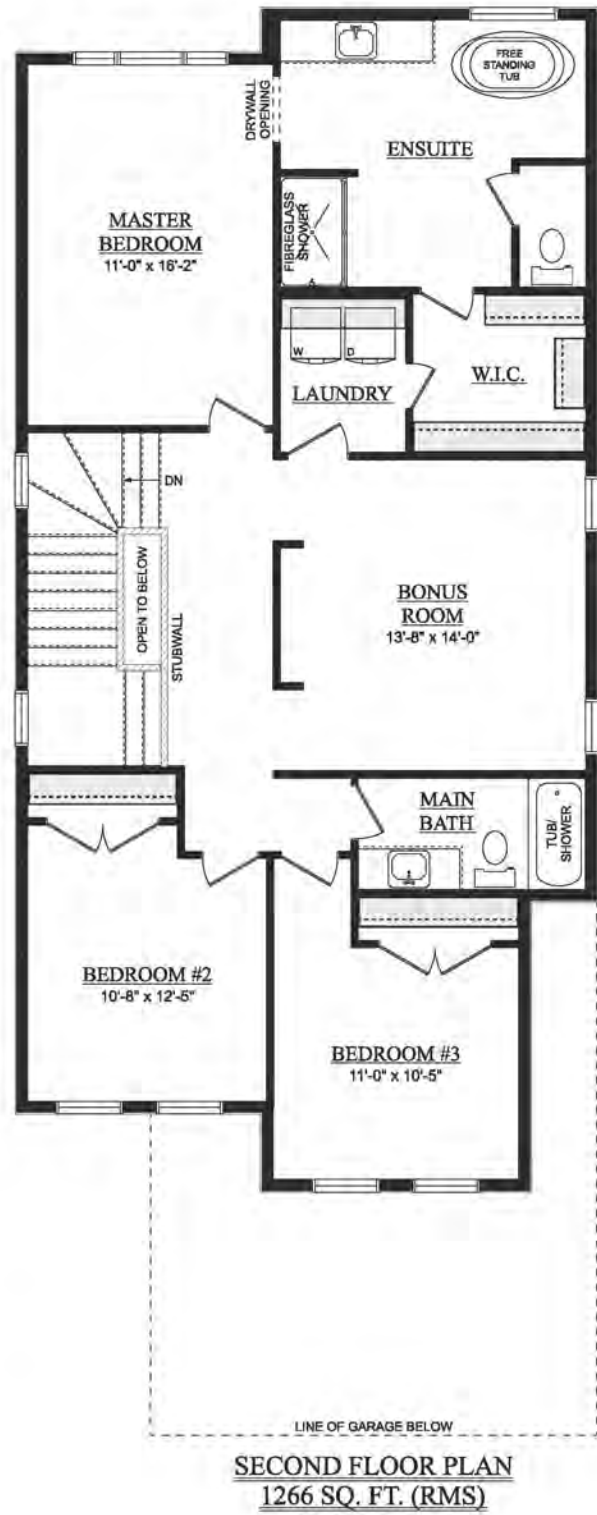 FREE
STANDING
TUB
DRYWALL
OPENING
ENSUITE
MASTER
BEDROOM
11'-0" x 16'-2"
FIBREGLASS
SHOWER
W
D
LAUNDRY
W.I.C.
DN
OPEN TO BELOW
STUBWALL
BONUS
ROOM
13'-8" x 14'-0"
MAIN
BATH
TUB/
SHOWER
BEDROOM #2
10'-8" x 12'-5"
BEDROOM #3
11'-0" x 10'-5"
LINE OF GARAGE BELOW
SECOND FLOOR PLAN
1266 SQ. FT. (RMS)